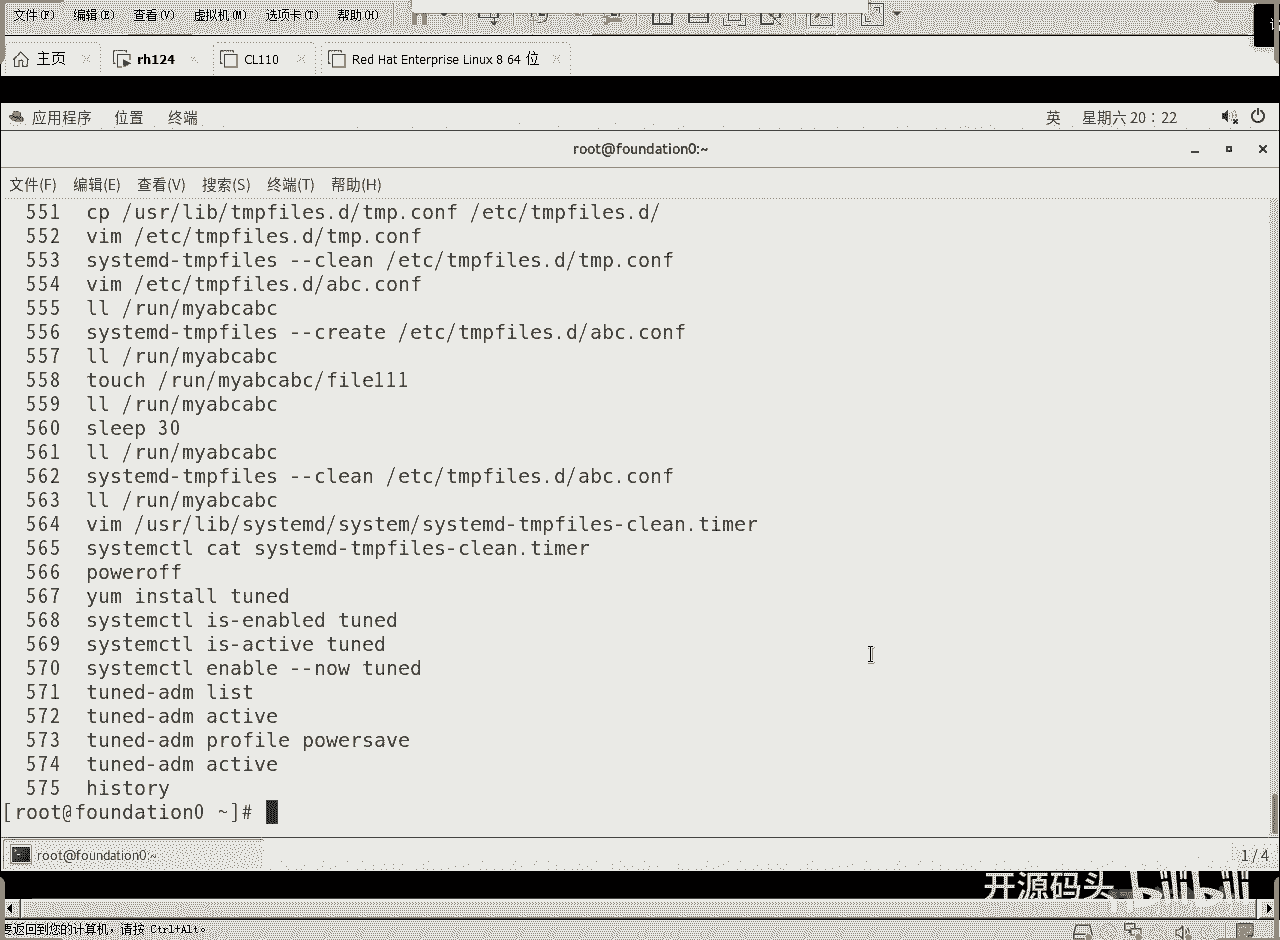 文件(F) 编辑(E) 查看(V) 虚拟机(M) 选项卡(T) 帮助(H)
主页 rh124 CL110 Red Hat Enterprise Linux 8 64 位
应用程序 位置 终端 英 星期六 20：22
root@foundation0:~
文件(F) 编辑(E) 查看(V) 搜索(S) 终端(T) 帮助(H)
551 cp /usr/lib/tmpfiles.d/tmp.conf /etc/tmpfiles.d/
552 vim /etc/tmpfiles.d/tmp.conf
553 systemd-tmpfiles --clean /etc/tmpfiles.d/tmp.conf
554 vim /etc/tmpfiles.d/abc.conf
555 ll /run/myabcabc
556 systemd-tmpfiles --create /etc/tmpfiles.d/abc.conf
557 ll /run/myabcabc
558 touch /run/myabcabc/file111
559 ll /run/myabcabc
560 sleep 30
561 ll /run/myabcabc
562 systemd-tmpfiles --clean /etc/tmpfiles.d/abc.conf
563 ll /run/myabcabc
564 vim /usr/lib/systemd/system/systemd-tmpfiles-clean.timer
565 systemctl cat systemd-tmpfiles-clean.timer
566 poweroff
567 yum install tuned
568 systemctl is-enabled tuned
569 systemctl is-active tuned
570 systemctl enable --now tuned
571 tuned-adm list
572 tuned-adm active
573 tuned-adm profile powersave
574 tuned-adm active
575 history
[root@foundation0 ~]#
root@foundation0:~ 1 / 4
开源码头 bilibili
要返回到您的计算机，请按 Ctrl+Alt。